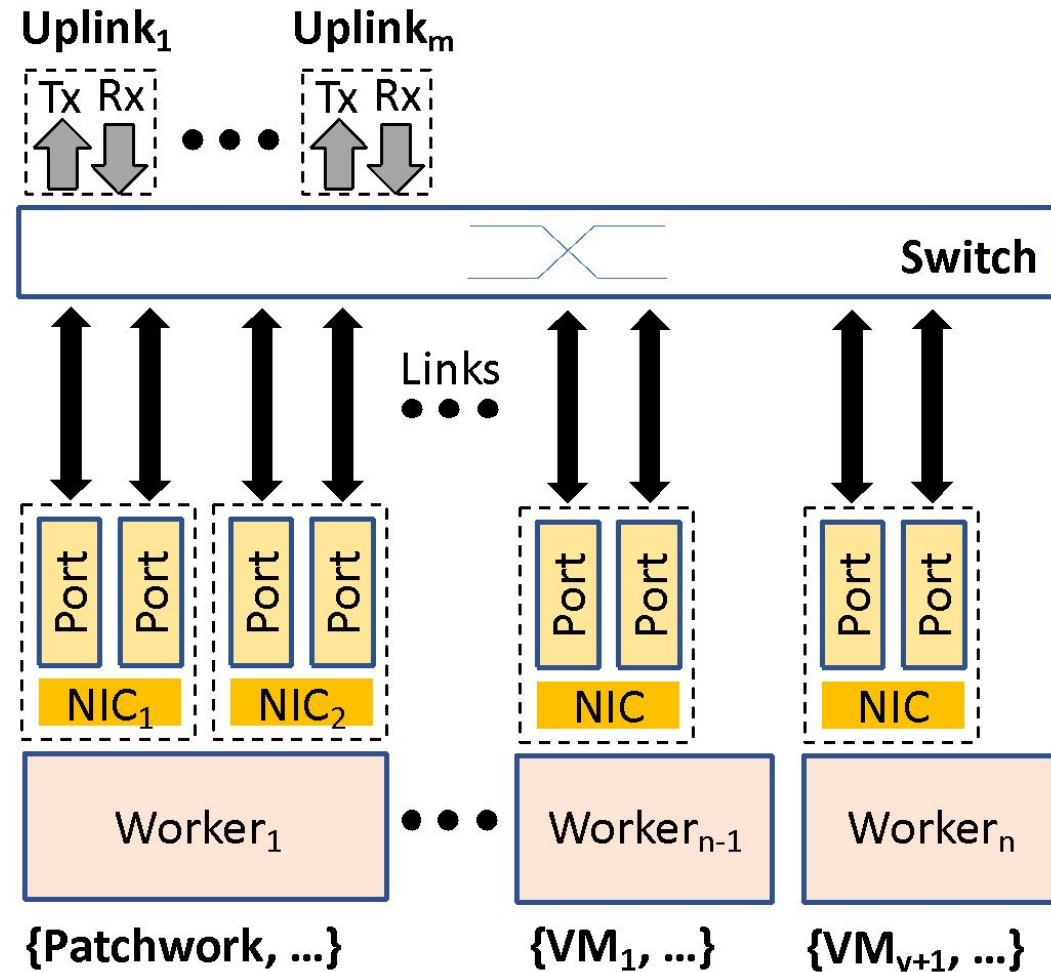 Uplink₁ Uplinkₘ
Tx Rx Tx Rx
Switch
Links
Port Port Port Port Port Port Port Port
NIC₁ NIC₂ NIC NIC
Worker₁ Workerₙ₋₁ Workerₙ
{Patchwork, ...} {VM₁, ...} {VMᵥ₊₁, ...}